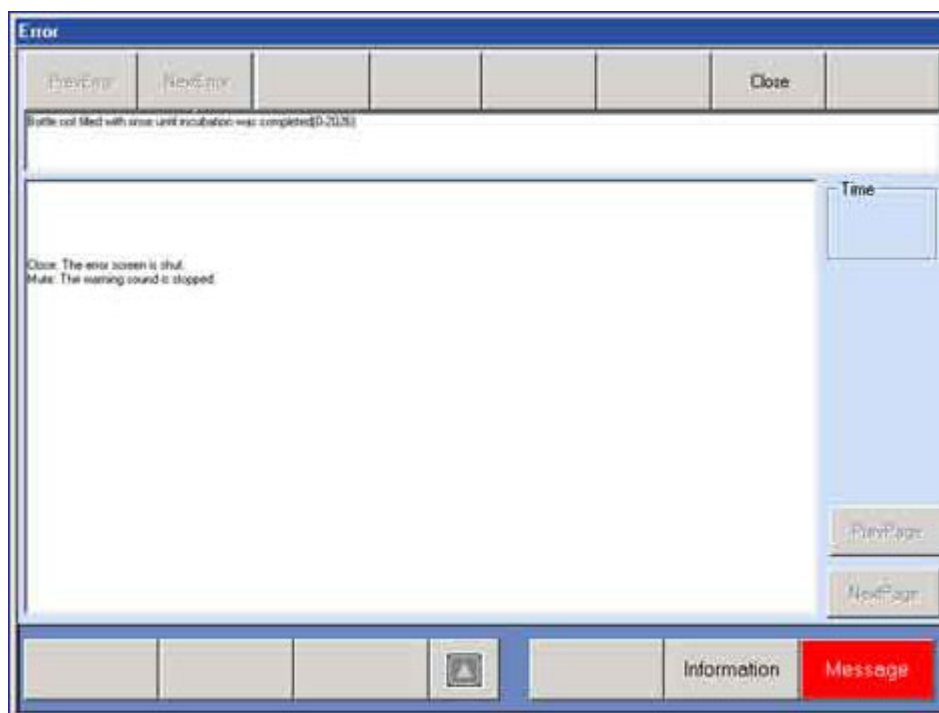 Error
PrevError NextError Close
Bottle not filled with rinse until incubation was completed[0-2026]
Time
Close: The error screen is shut.
Mute: The warning sound is stopped.
PrevPage
NextPage
Information Message